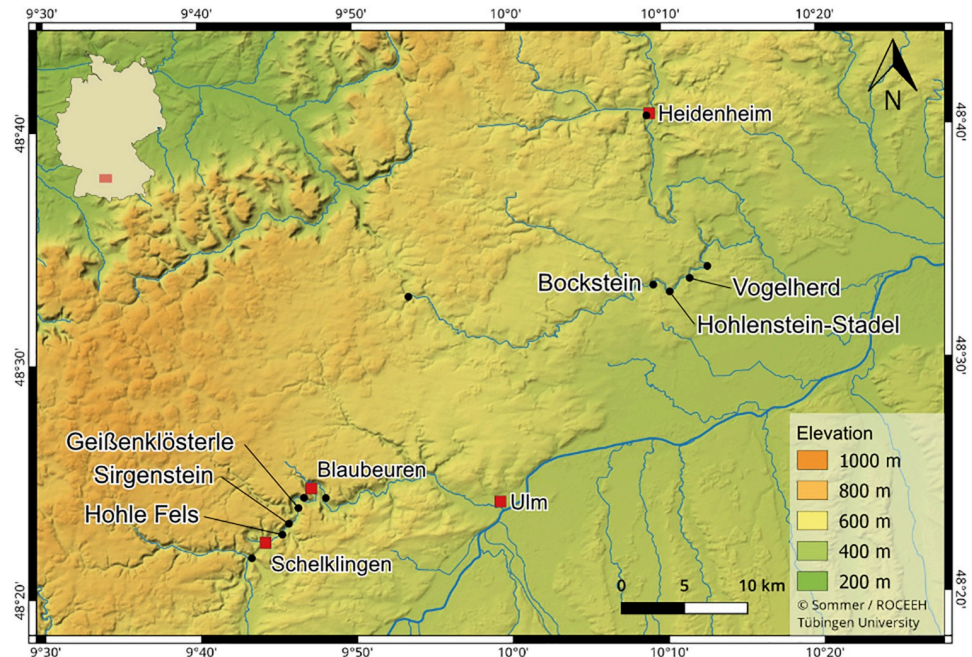 9°30'
9°40'
9°50'
10°0'
10°10'
10°20'
48°40'
48°40'
N
Heidenheim
Bockstein
Vogelherd
Hohlenstein-Stadel
48°30'
48°30'
Geißenklösterle
Sirgenstein
Blaubeuren
Hohle Fels
Ulm
Schelklingen
Elevation
1000 m
800 m
600 m
400 m
200 m
0 5 10 km
© Sommer / ROCEEH
Tübingen University
48°20'
48°20'
9°30'
9°40'
9°50'
10°0'
10°10'
10°20'